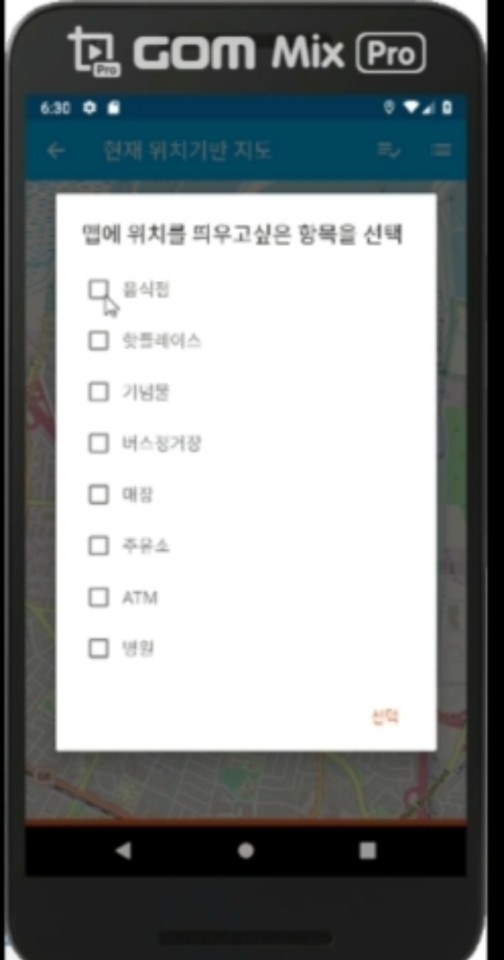 Pro GOM Mix Pro
6:30
현재 위치기반 지도
맵에 위치를 띄우고싶은 항목을 선택
음식점
핫플레이스
기념물
버스정거장
매장
주유소
ATM
병원
선택